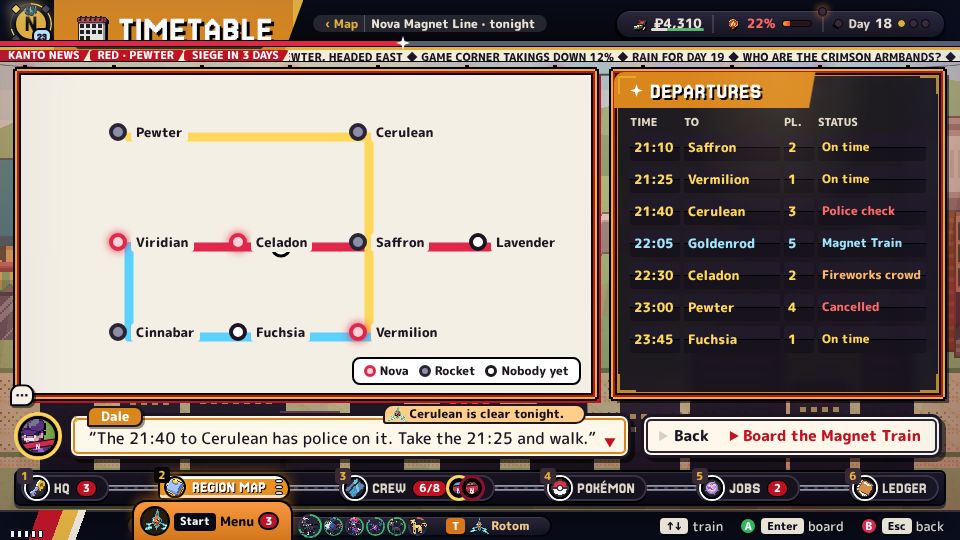 N
23
TIMETABLE
‹ Map
Nova Magnet Line · tonight
₽4,310
22%
Day 18
KANTO NEWS
RED · PEWTER
SIEGE IN 3 DAYS
WTER, HEADED EAST ◆ GAME CORNER TAKINGS DOWN 12% ◆ RAIN FOR DAY 19 ◆ WHO ARE THE CRIMSON ARMBANDS? ◆
Pewter
Cerulean
Viridian
Celadon
Saffron
Lavender
Cinnabar
Fuchsia
Vermilion
Nova
Rocket
Nobody yet
DEPARTURES
TIME TO PL. STATUS
21:10 Saffron 2 On time
21:25 Vermilion 1 On time
21:40 Cerulean 3 Police check
22:05 Goldenrod 5 Magnet Train
22:30 Celadon 2 Fireworks crowd
23:00 Pewter 4 Cancelled
23:45 Fuchsia 1 On time
Dale
Cerulean is clear tonight.
“The 21:40 to Cerulean has police on it. Take the 21:25 and walk.”
Back
Board the Magnet Train
1 HQ 3
2 REGION MAP
3 CREW 6/8
4 POKÉMON
5 JOBS 2
6 LEDGER
Start Menu 3
T Rotom
↑↓ train
A Enter board
B Esc back